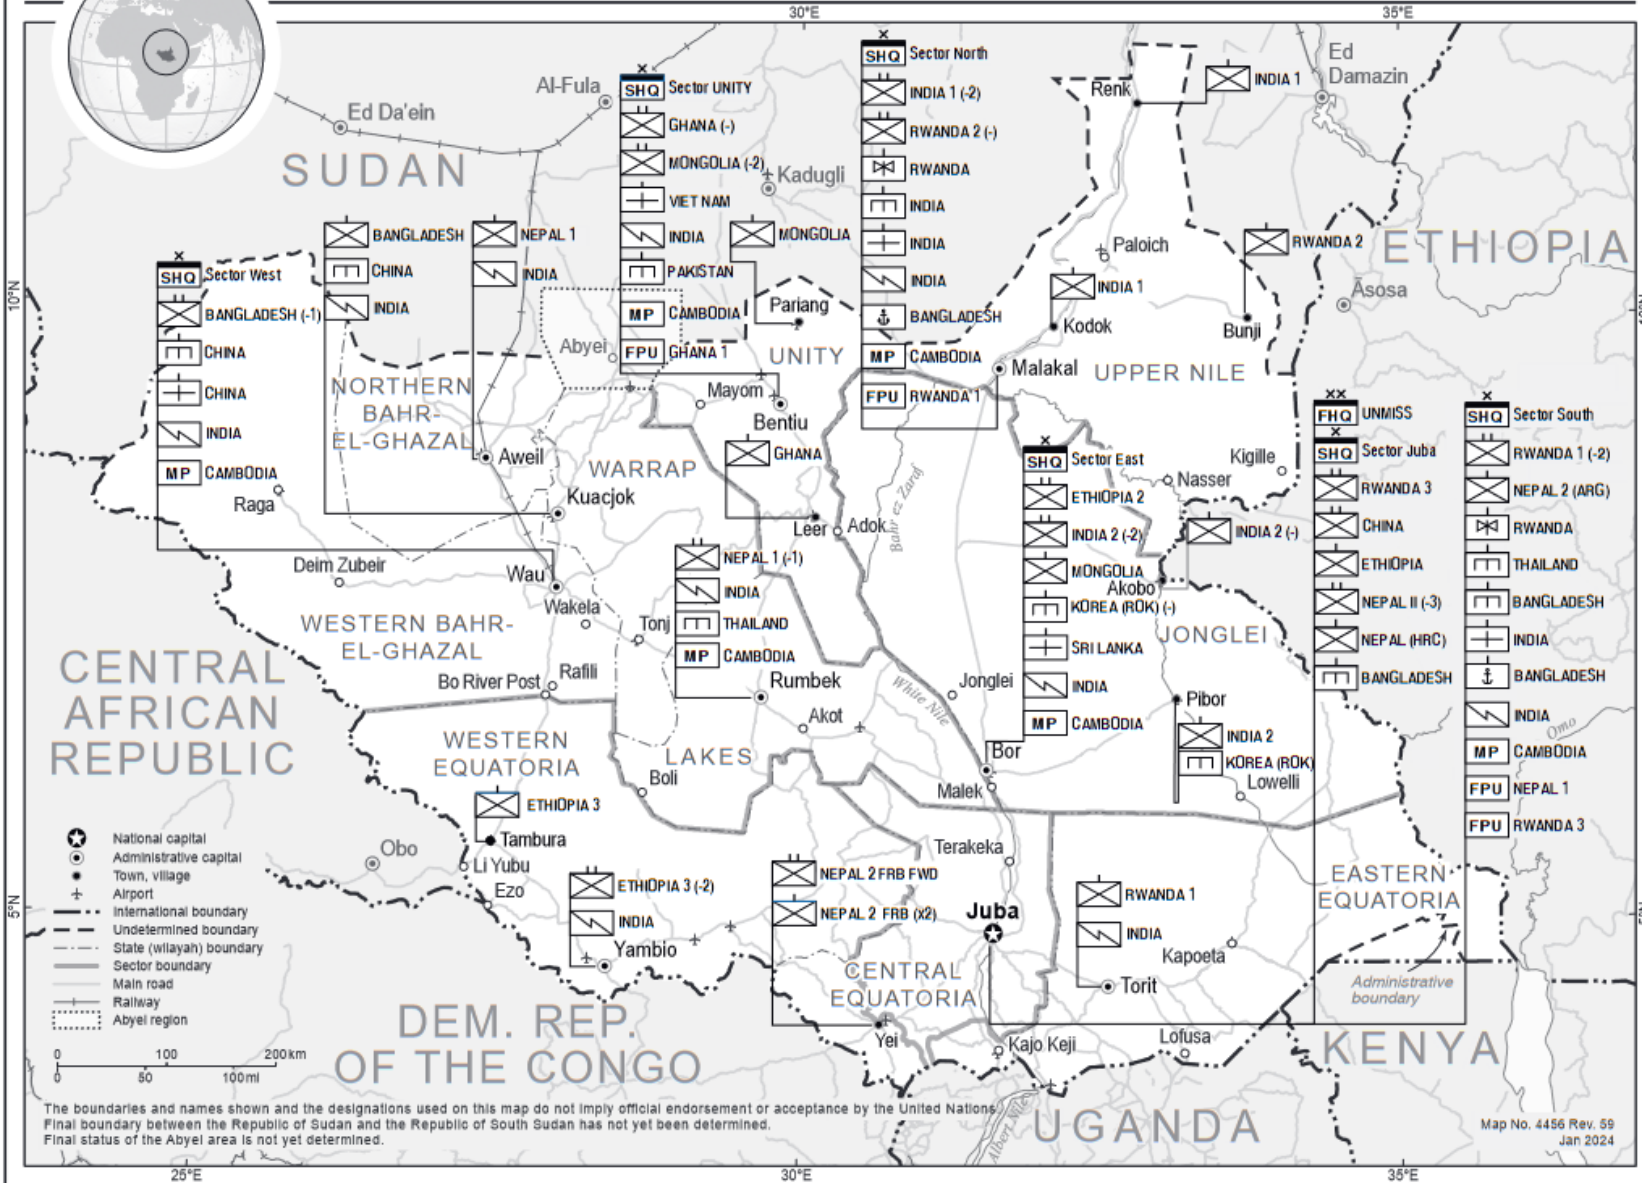 30°E
35°E
Ed Damazin
Ed Da'ein
Al-Fula
SUDAN
Kadugli
ETHIOPIA
Āsosa
10°N
SHQ Sector West
BANGLADESH (-1)
CHINA
CHINA
INDIA
MP CAMBODIA
BANGLADESH
CHINA
INDIA
NEPAL 1
INDIA
SHQ Sector UNITY
GHANA (-)
MONGOLIA (-2)
VIET NAM
INDIA
PAKISTAN
MP CAMBODIA
FPU GHANA 1
MONGOLIA
SHQ Sector North
INDIA 1 (-2)
RWANDA 2 (-)
RWANDA
INDIA
INDIA
INDIA
BANGLADESH
MP CAMBODIA
FPU RWANDA 1
Renk
INDIA 1
Paloich
INDIA 1
Kodok
RWANDA 2
Bunji
Pariang
Abyei
UNITY
Mayom
Bentiu
Malakal
UPPER NILE
NORTHERN
BAHR-
EL-GHAZAL
Aweil
WARRAP
Kuacjok
Raga
GHANA
Leer
Adok
Bahr ez Zaraf
Kigille
Nasser
INDIA 2 (-)
Akobo
SHQ Sector East
ETHIOPIA 2
INDIA 2 (-2)
MONGOLIA
KOREA (ROK) (-)
SRI LANKA
INDIA
MP CAMBODIA
FHQ UNMISS
SHQ Sector Juba
RWANDA 3
CHINA
ETHIOPIA
NEPAL II (-3)
NEPAL (HRC)
BANGLADESH
SHQ Sector South
RWANDA 1 (-2)
NEPAL 2 (ARG)
RWANDA
THAILAND
BANGLADESH
INDIA
BANGLADESH
INDIA
MP CAMBODIA
FPU NEPAL 1
FPU RWANDA 3
Deim Zubeir
Wau
Wakela
Tonj
NEPAL 1 (-1)
INDIA
THAILAND
MP CAMBODIA
WESTERN BAHR-
EL-GHAZAL
JONGLEI
CENTRAL
AFRICAN
REPUBLIC
Rafili
Bo River Post
Rumbek
Akot
Jonglei
White Nile
Pibor
INDIA 2
KOREA (ROK)
Lowelli
Omo
WESTERN
EQUATORIA
LAKES
Boli
Bor
Malek
ETHIOPIA 3
Tambura
Li Yubu
Ezo
Obo
Terakeka
NEPAL 2 FRB FWD
NEPAL 2 FRB (x2)
ETHIOPIA 3 (-2)
INDIA
Yambio
Juba
RWANDA 1
INDIA
Kapoeta
Torit
EASTERN
EQUATORIA
CENTRAL
EQUATORIA
Administrative
boundary
Yei
Kajo Keji
Lofusa
KENYA
DEM. REP.
OF THE CONGO
UGANDA
Albert Nile
National capital
Administrative capital
Town, village
Airport
International boundary
Undetermined boundary
State (wilayah) boundary
Sector boundary
Main road
Railway
Abyei region
5°N
0 100 200 km
0 50 100 mi
The boundaries and names shown and the designations used on this map do not imply official endorsement or acceptance by the United Nations.
Final boundary between the Republic of Sudan and the Republic of South Sudan has not yet been determined.
Final status of the Abyei area is not yet determined.
Map No. 4456 Rev. 59
Jan 2024
25°E
30°E
35°E